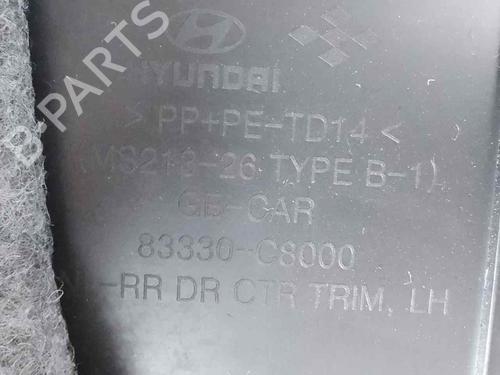 B-PARTS
HYUNDAI
> PP+PE-TD14 <
(MS213-26 TYPE B-1)
GB-CAR
83330-C8000
-RR DR CTR TRIM, LH